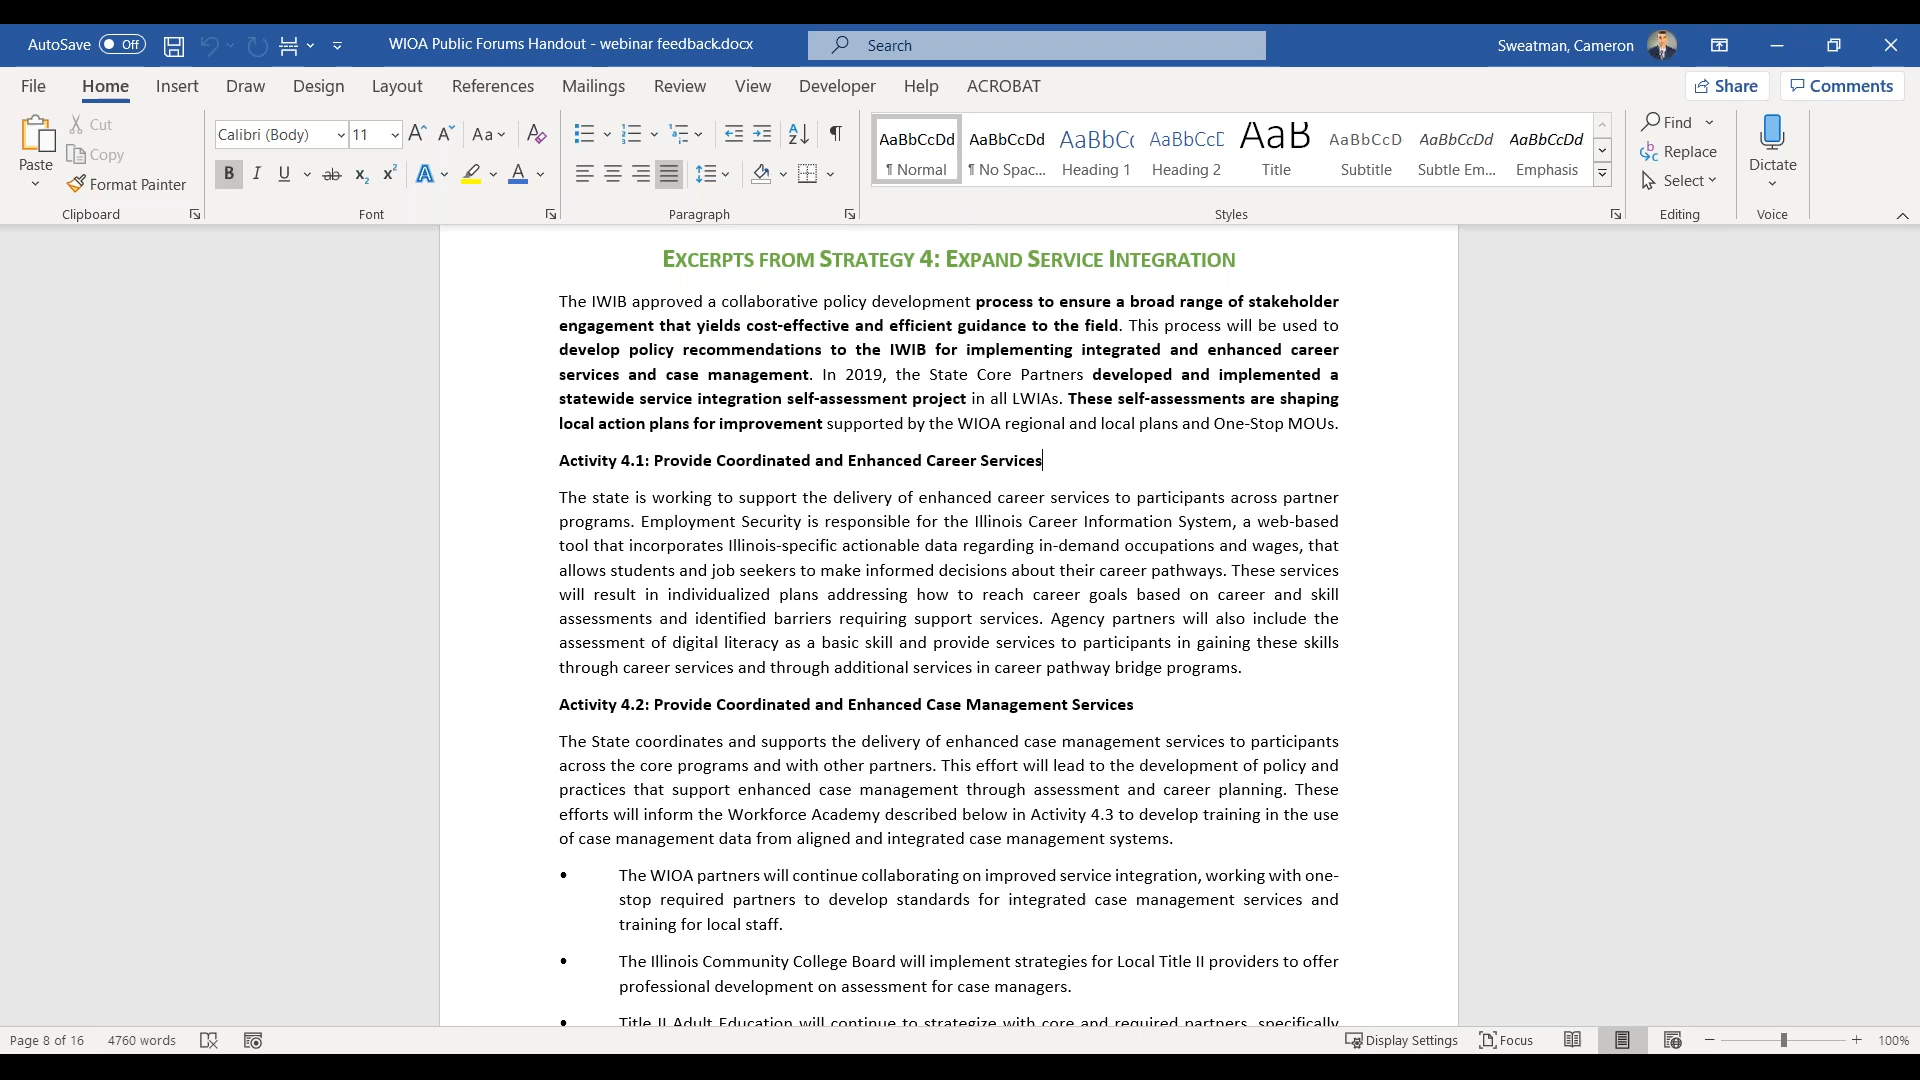 AutoSave Off WIOA Public Forums Handout - webinar feedback.docx Search Sweatman, Cameron
File Home Insert Draw Design Layout References Mailings Review View Developer Help ACROBAT Share Comments
Paste Cut Copy Format Painter Clipboard
Calibri (Body) 11 Aa
B I U ab x₂ x² A A
Font
Paragraph
AaBbCcDd AaBbCcDd AaBbC( AaBbCcD AaB AaBbCcD AaBbCcDd AaBbCcDd
¶ Normal ¶ No Spac... Heading 1 Heading 2 Title Subtitle Subtle Em... Emphasis
Styles
Find Replace Select Editing
Dictate Voice
EXCERPTS FROM STRATEGY 4: EXPAND SERVICE INTEGRATION
The IWIB approved a collaborative policy development process to ensure a broad range of stakeholder
engagement that yields cost-effective and efficient guidance to the field. This process will be used to
develop policy recommendations to the IWIB for implementing integrated and enhanced career
services and case management. In 2019, the State Core Partners developed and implemented a
statewide service integration self-assessment project in all LWIAs. These self-assessments are shaping
local action plans for improvement supported by the WIOA regional and local plans and One-Stop MOUs.
Activity 4.1: Provide Coordinated and Enhanced Career Services
The state is working to support the delivery of enhanced career services to participants across partner
programs. Employment Security is responsible for the Illinois Career Information System, a web-based
tool that incorporates Illinois-specific actionable data regarding in-demand occupations and wages, that
allows students and job seekers to make informed decisions about their career pathways. These services
will result in individualized plans addressing how to reach career goals based on career and skill
assessments and identified barriers requiring support services. Agency partners will also include the
assessment of digital literacy as a basic skill and provide services to participants in gaining these skills
through career services and through additional services in career pathway bridge programs.
Activity 4.2: Provide Coordinated and Enhanced Case Management Services
The State coordinates and supports the delivery of enhanced case management services to participants
across the core programs and with other partners. This effort will lead to the development of policy and
practices that support enhanced case management through assessment and career planning. These
efforts will inform the Workforce Academy described below in Activity 4.3 to develop training in the use
of case management data from aligned and integrated case management systems.
• The WIOA partners will continue collaborating on improved service integration, working with one-
stop required partners to develop standards for integrated case management services and
training for local staff.
• The Illinois Community College Board will implement strategies for Local Title II providers to offer
professional development on assessment for case managers.
• Title II Adult Education will continue to strategize with core and required partners, specifically
Page 8 of 16 4760 words Display Settings Focus 100%